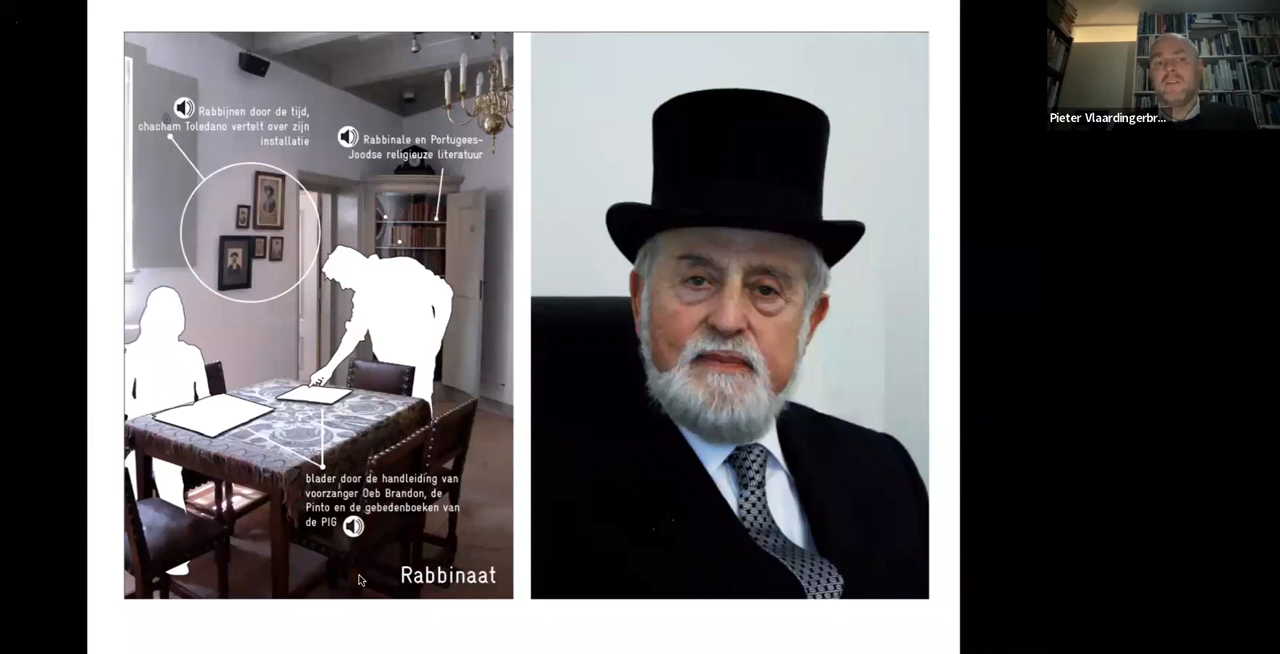 Rabbijnen door de tijd,
chacham Toledano vertelt over zijn
installatie
Rabbinale en Portugees-
Joodse religieuze literatuur
blader door de handleiding van
voorzanger Oeb Brandon, de
Pinto en de gebedenboeken van
de PIG
Rabbinaat
Pieter Vlaardingerbr...